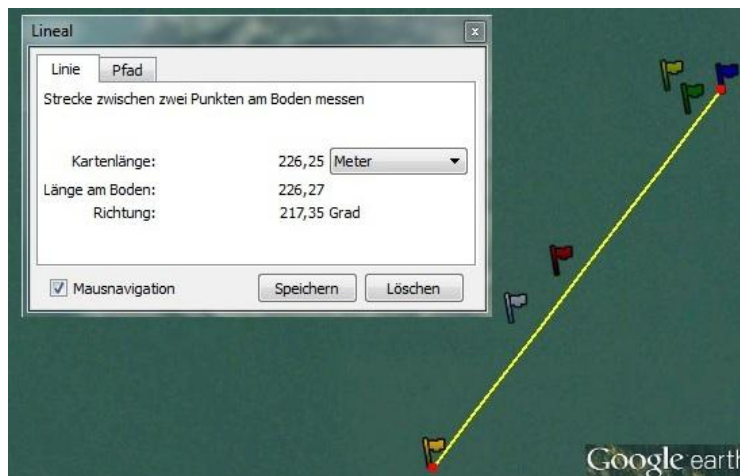 Lineal
Linie Pfad
Strecke zwischen zwei Punkten am Boden messen
Kartenlänge: 226,25 Meter
Länge am Boden: 226,27
Richtung: 217,35 Grad
Mausnavigation Speichern Löschen
Google earth